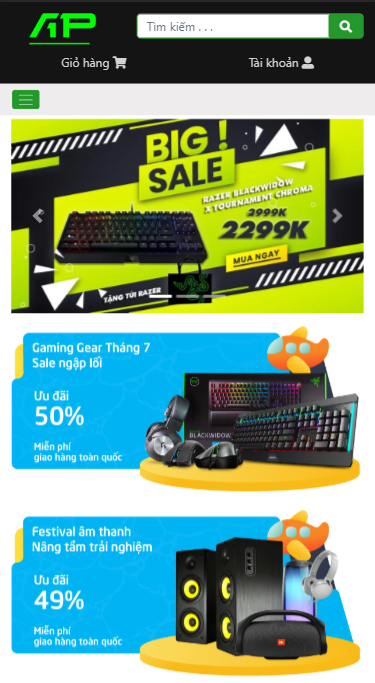 AP
Tìm kiếm . . .
Giỏ hàng
Tài khoản
BIG !
SALE
RAZER BLACKWIDOW
X TOURNAMENT CHROMA
2999K
2299K
MUA NGAY
TẶNG TÚI RAZER
Gaming Gear Tháng 7
Sale ngập lối
Ưu đãi
50%
Miễn phí
giao hàng toàn quốc
BLACKWIDOW
Festival âm thanh
Nâng tầm trải nghiệm
Ưu đãi
49%
Miễn phí
giao hàng toàn quốc
JBL